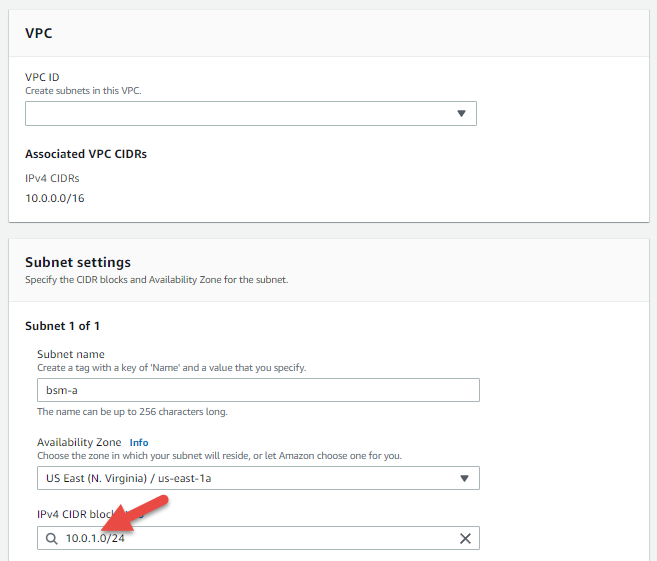 VPC
VPC ID
Create subnets in this VPC.
Associated VPC CIDRs
IPv4 CIDRs
10.0.0.0/16
Subnet settings
Specify the CIDR blocks and Availability Zone for the subnet.
Subnet 1 of 1
Subnet name
Create a tag with a key of 'Name' and a value that you specify.
bsm-a
The name can be up to 256 characters long.
Availability Zone Info
Choose the zone in which your subnet will reside, or let Amazon choose one for you.
US East (N. Virginia) / us-east-1a
IPv4 CIDR block
10.0.1.0/24